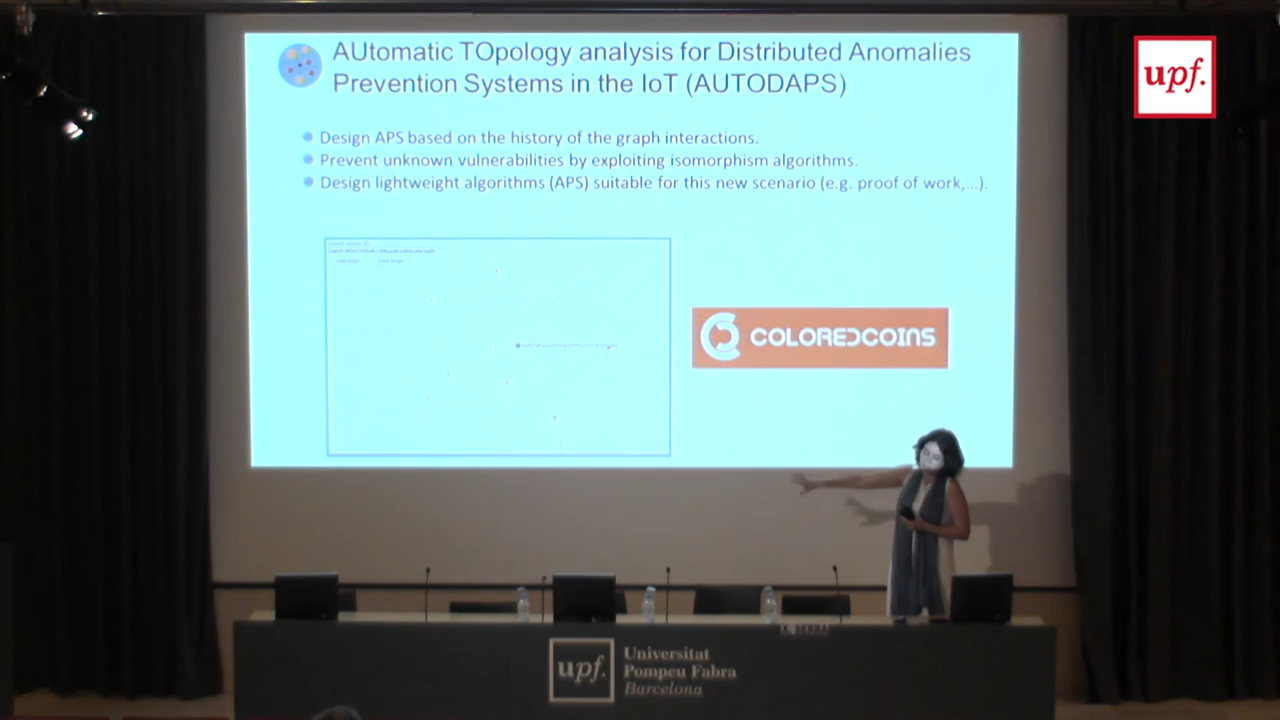 AUtomatic TOpology analysis for Distributed Anomalies
Prevention Systems in the IoT (AUTODAPS)
upf.
Design APS based on the history of the graph interactions.
Prevent unknown vulnerabilities by exploiting isomorphism algorithms.
Design lightweight algorithms (APS) suitable for this new scenario (e.g. proof of work,...).
COLOREDCOINS
X. SERRA
upf.
Universitat
Pompeu Fabra
Barcelona